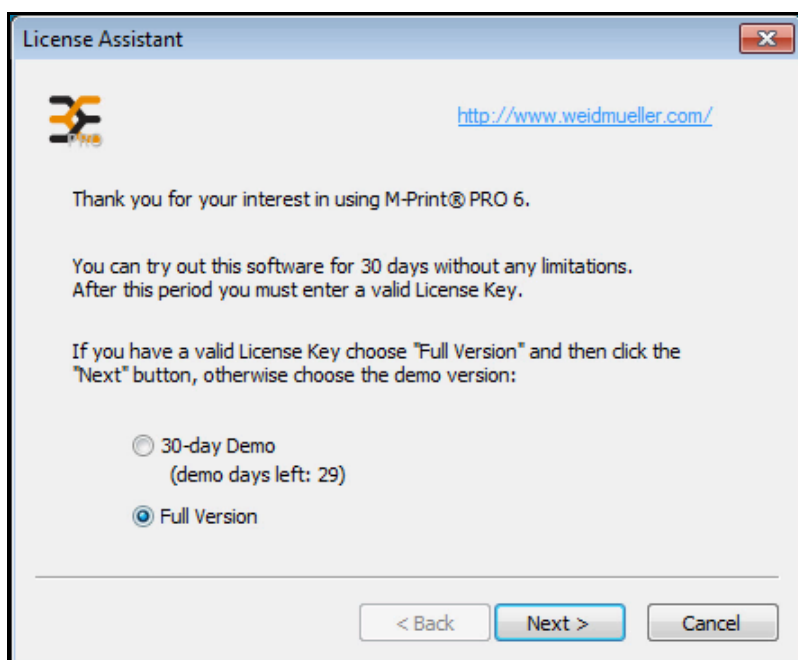 License Assistant
PRO
http://www.weidmueller.com/
Thank you for your interest in using M-Print® PRO 6.
You can try out this software for 30 days without any limitations.
After this period you must enter a valid License Key.
If you have a valid License Key choose "Full Version" and then click the
"Next" button, otherwise choose the demo version:
30-day Demo
(demo days left: 29)
Full Version
< Back Next > Cancel